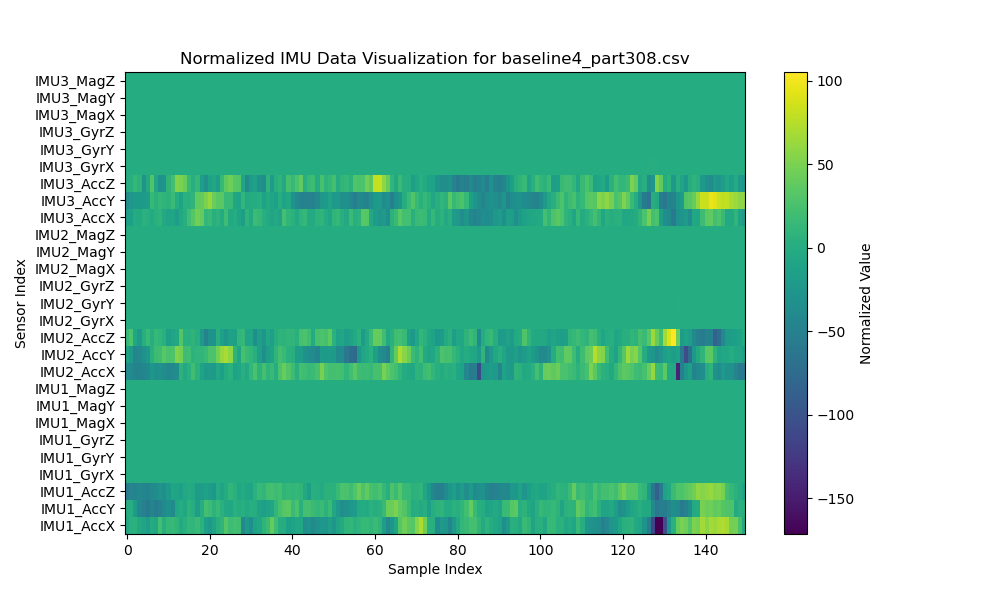 Normalized IMU Data Visualization for baseline4_part308.csv
IMU3_MagZ
IMU3_MagY
IMU3_MagX
IMU3_GyrZ
IMU3_GyrY
IMU3_GyrX
IMU3_AccZ
IMU3_AccY
IMU3_AccX
IMU2_MagZ
IMU2_MagY
IMU2_MagX
IMU2_GyrZ
IMU2_GyrY
IMU2_GyrX
IMU2_AccZ
IMU2_AccY
IMU2_AccX
IMU1_MagZ
IMU1_MagY
IMU1_MagX
IMU1_GyrZ
IMU1_GyrY
IMU1_GyrX
IMU1_AccZ
IMU1_AccY
IMU1_AccX
Sensor Index
0 20 40 60 80 100 120 140
Sample Index
100
50
0
−50
−100
−150
Normalized Value